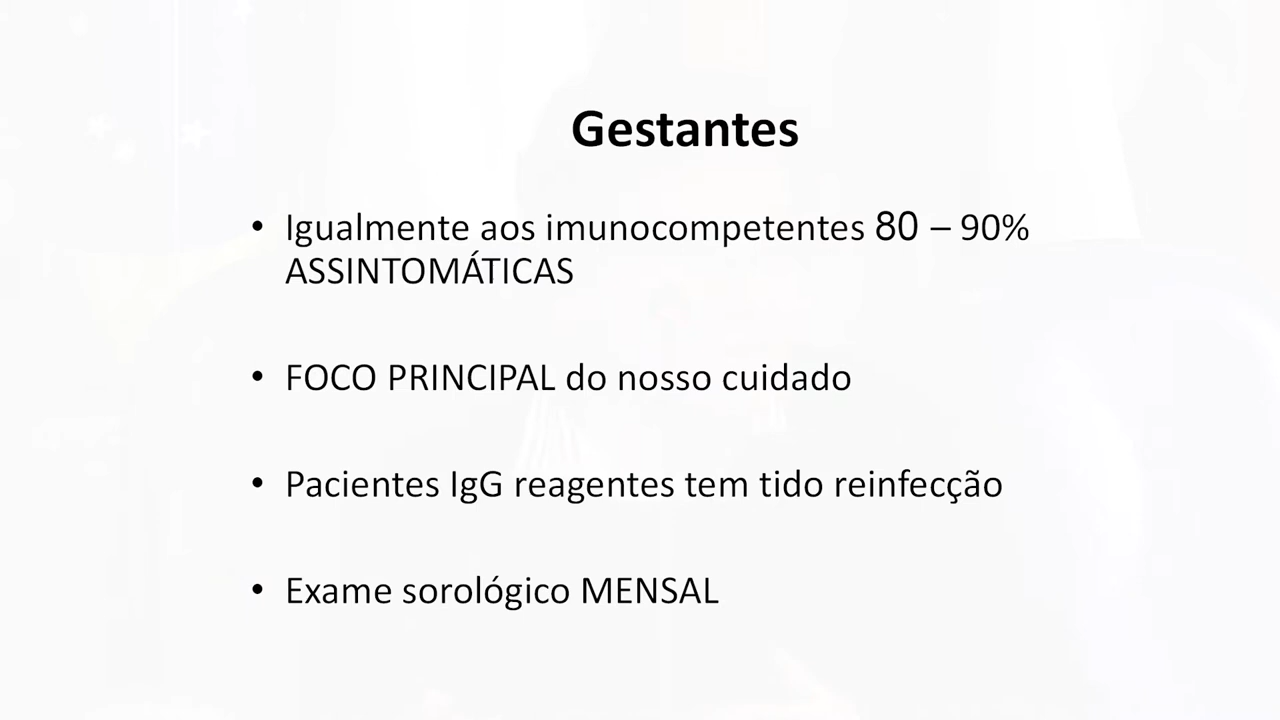 Gestantes
• Igualmente aos imunocompetentes 80 – 90%
ASSINTOMÁTICAS
• FOCO PRINCIPAL do nosso cuidado
• Pacientes IgG reagentes tem tido reinfecção
• Exame sorológico MENSAL